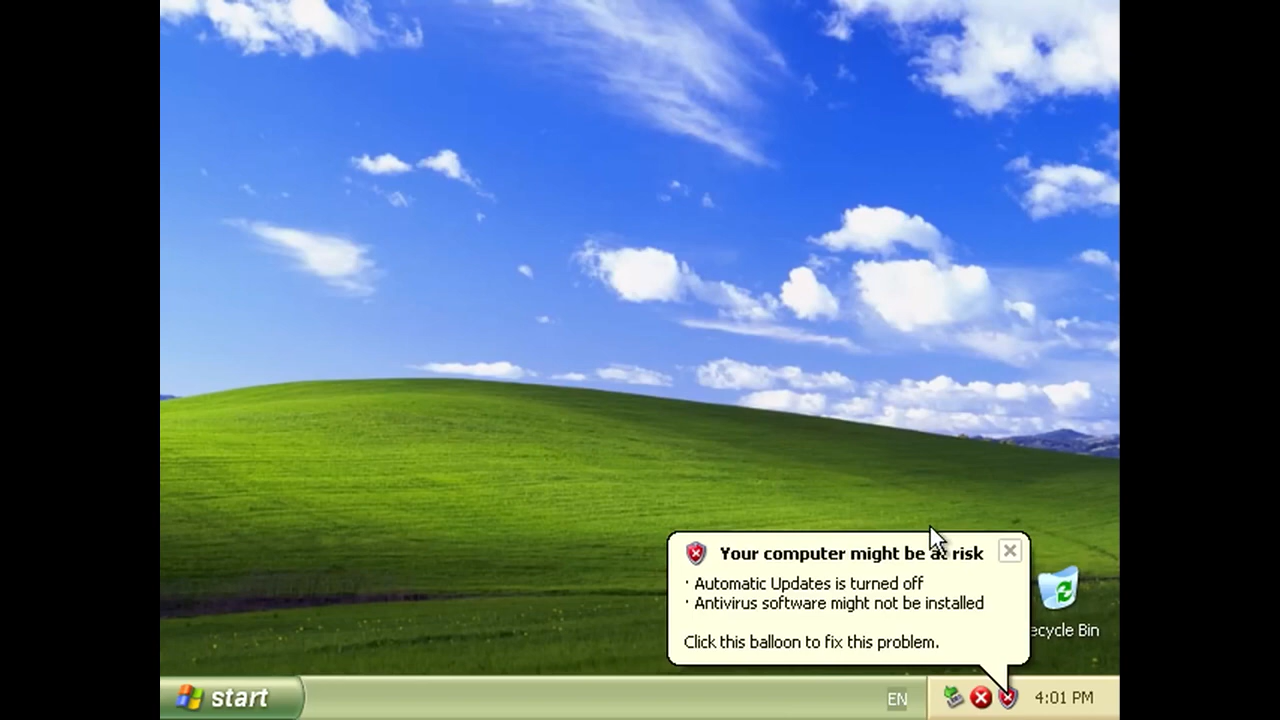 Your computer might be at risk
· Automatic Updates is turned off
· Antivirus software might not be installed
Click this balloon to fix this problem.
ecycle Bin
start
EN
4:01 PM